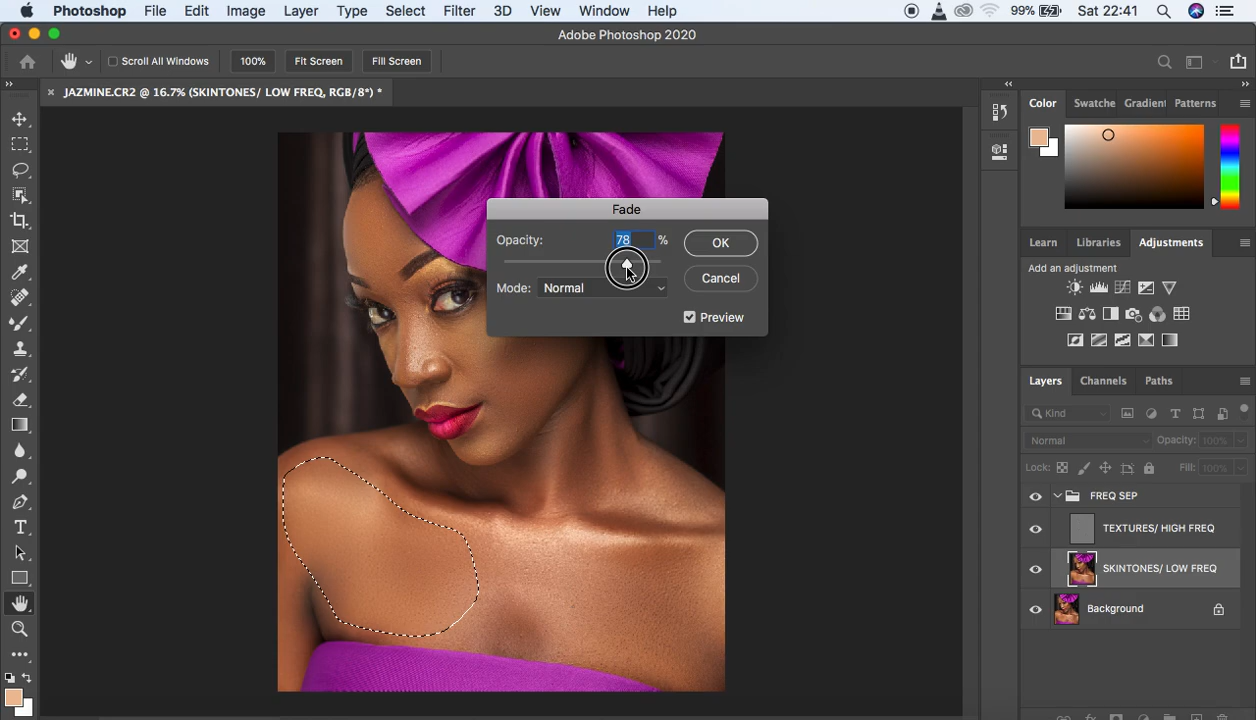 Photoshop File Edit Image Layer Type Select Filter 3D View Window Help 99% Sat 22:41
Adobe Photoshop 2020
Scroll All Windows 100% Fit Screen Fill Screen
JAZMINE.CR2 @ 16.7% (SKINTONES/ LOW FREQ, RGB/8*) *
Color Swatche Gradient Patterns
Fade
Opacity: 78 % OK
Cancel
Mode: Normal
Preview
Learn Libraries Adjustments
Add an adjustment
Layers Channels Paths
Kind
Normal Opacity: 100%
Lock: Fill: 100%
FREQ SEP
TEXTURES/ HIGH FREQ
SKINTONES/ LOW FREQ
Background